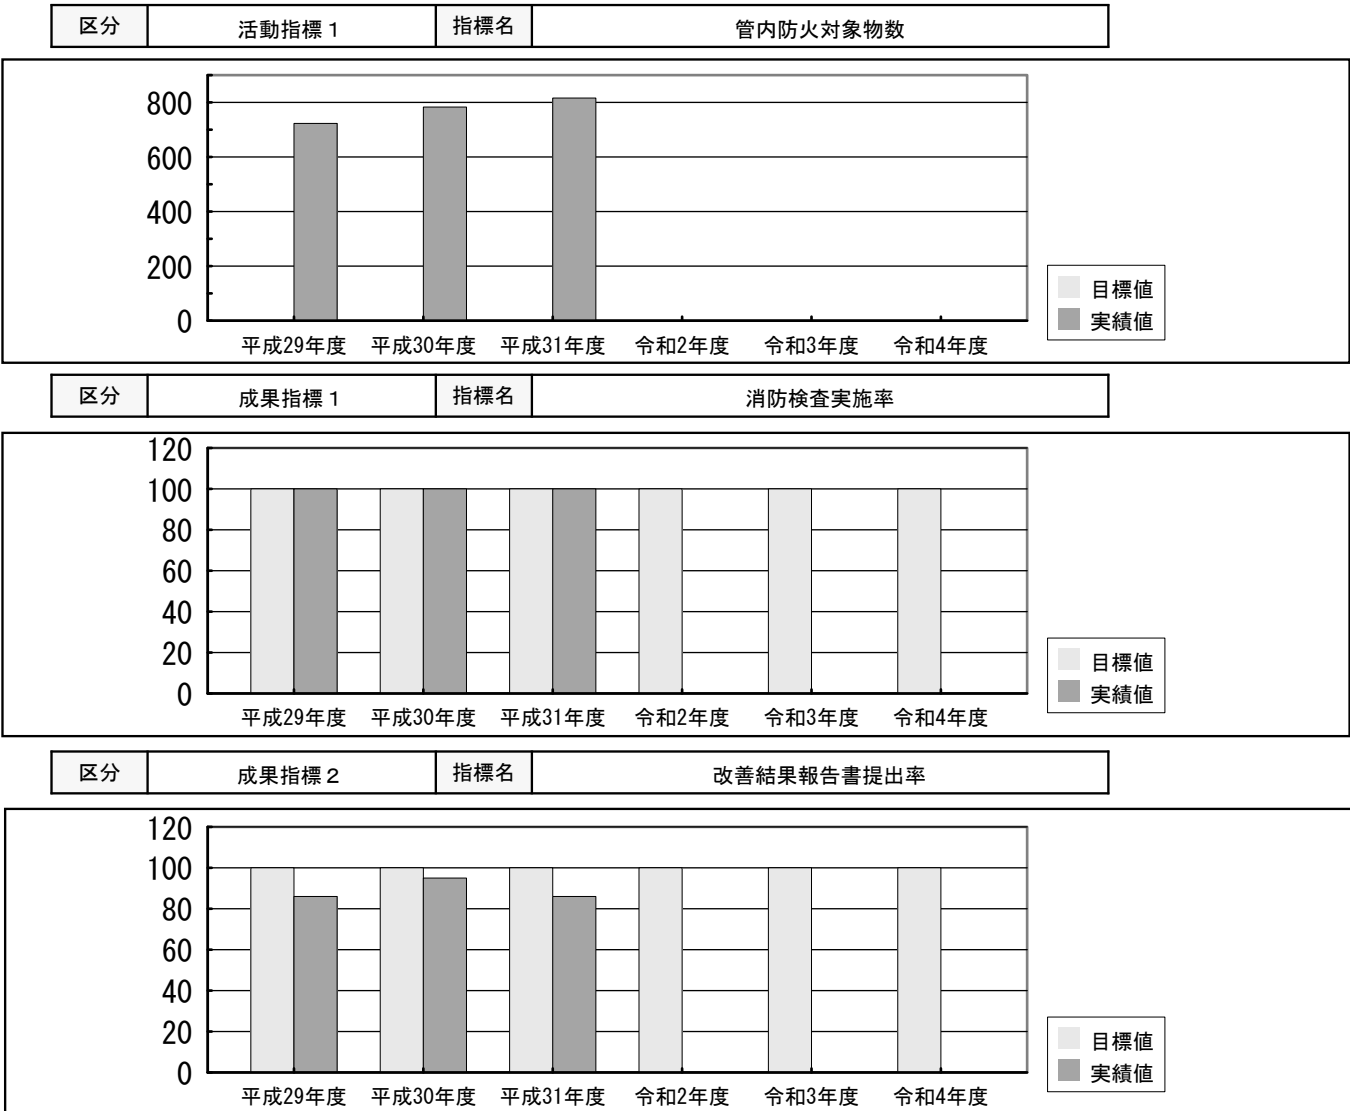 区分 活動指標１ 指標名 管内防火対象物数
800
600
400
200
0
平成29年度 平成30年度 平成31年度 令和2年度 令和3年度 令和4年度
目標値
実績値
区分 成果指標１ 指標名 消防検査実施率
120
100
80
60
40
20
0
平成29年度 平成30年度 平成31年度 令和2年度 令和3年度 令和4年度
目標値
実績値
区分 成果指標２ 指標名 改善結果報告書提出率
120
100
80
60
40
20
0
平成29年度 平成30年度 平成31年度 令和2年度 令和3年度 令和4年度
目標値
実績値